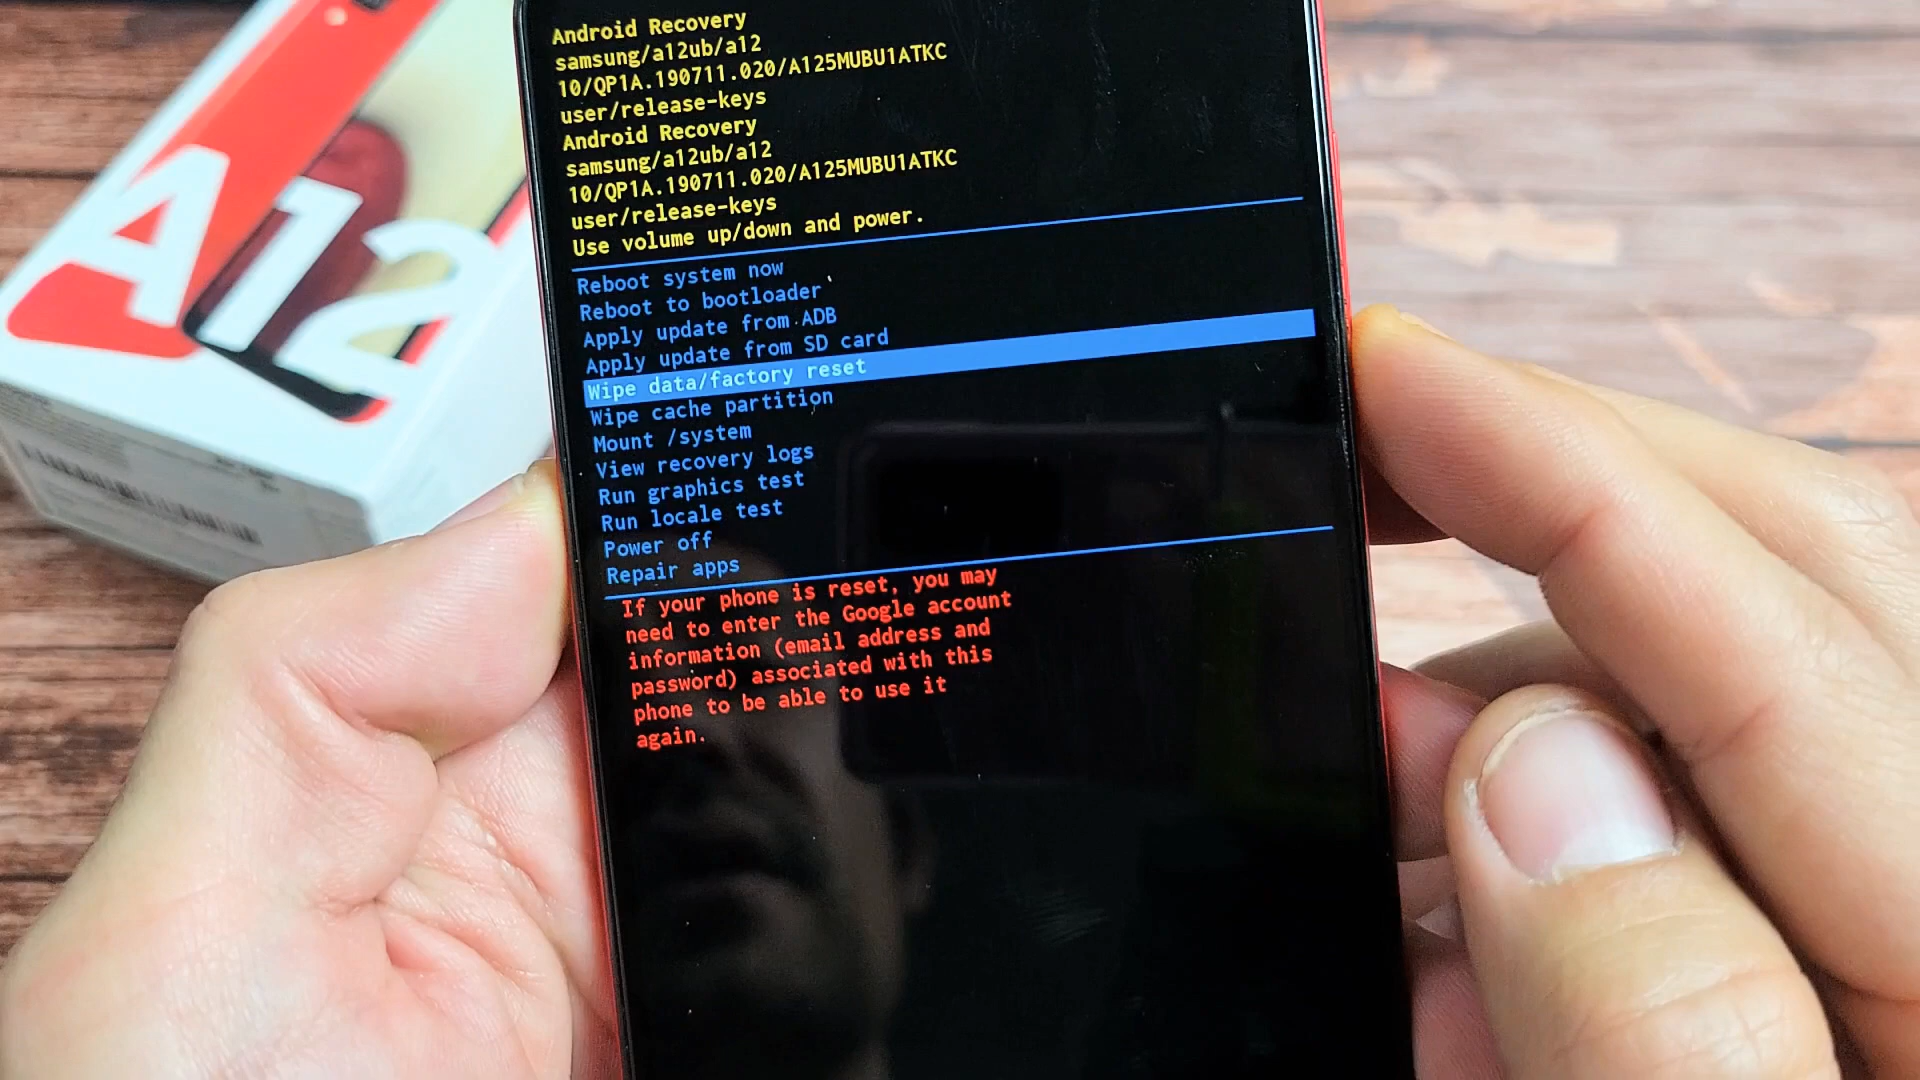 A12
Android Recovery
samsung/a12ub/a12
10/QP1A.190711.020/A125MUBU1ATKC
user/release-keys
Android Recovery
samsung/a12ub/a12
10/QP1A.190711.020/A125MUBU1ATKC
user/release-keys
Use volume up/down and power.
Reboot system now
Reboot to bootloader
Apply update from ADB
Apply update from SD card
Wipe data/factory reset
Wipe cache partition
Mount /system
View recovery logs
Run graphics test
Run locale test
Power off
Repair apps
If your phone is reset, you may
need to enter the Google account
information (email address and
password) associated with this
phone to be able to use it
again.